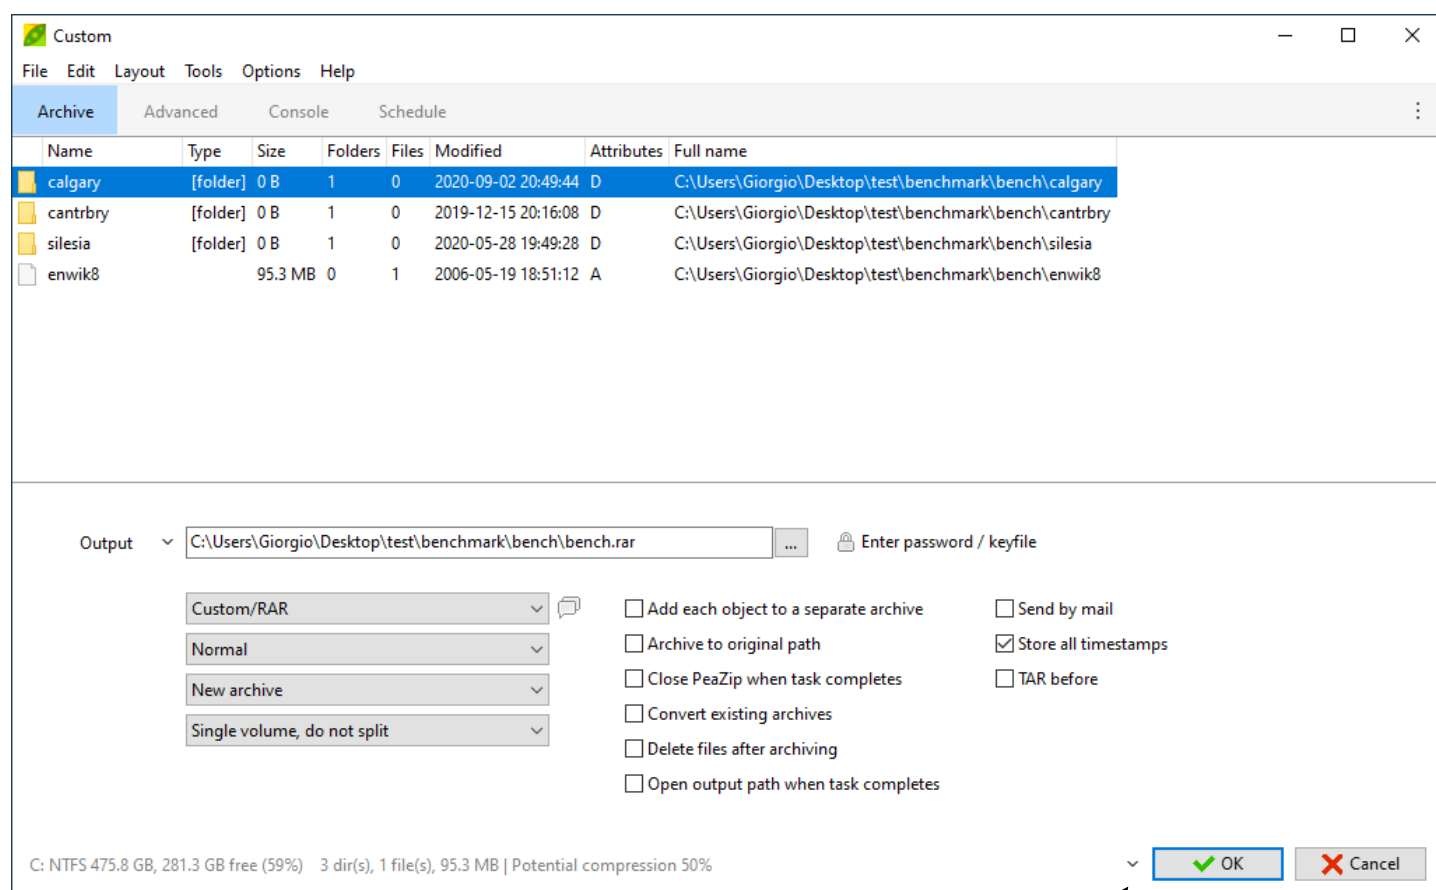 Custom
File Edit Layout Tools Options Help
Archive Advanced Console Schedule
Name Type Size Folders Files Modified Attributes Full name
calgary [folder] 0 B 1 0 2020-09-02 20:49:44 D C:\Users\Giorgio\Desktop\test\benchmark\bench\calgary
cantrbry [folder] 0 B 1 0 2019-12-15 20:16:08 D C:\Users\Giorgio\Desktop\test\benchmark\bench\cantrbry
silesia [folder] 0 B 1 0 2020-05-28 19:49:28 D C:\Users\Giorgio\Desktop\test\benchmark\bench\silesia
enwik8 95.3 MB 0 1 2006-05-19 18:51:12 A C:\Users\Giorgio\Desktop\test\benchmark\bench\enwik8
Output C:\Users\Giorgio\Desktop\test\benchmark\bench\bench.rar ... Enter password / keyfile
Custom/RAR Add each object to a separate archive Send by mail
Normal Archive to original path Store all timestamps
New archive Close PeaZip when task completes TAR before
Single volume, do not split Convert existing archives
Delete files after archiving
Open output path when task completes
C: NTFS 475.8 GB, 281.3 GB free (59%) 3 dir(s), 1 file(s), 95.3 MB | Potential compression 50% OK Cancel